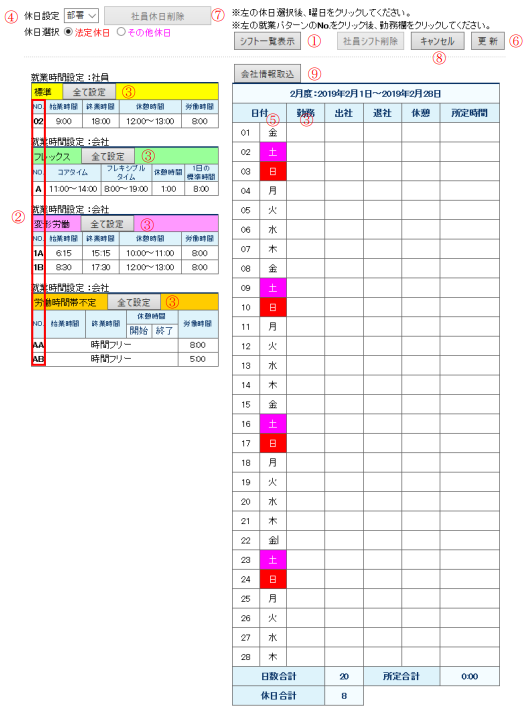 ④ 休日設定 部署 社員休日削除 ⑦
休日選択 法定休日 その他休日
※左の休日選択後、曜日をクリックしてください。
※左の就業パターンのNo.をクリック後、勤務欄をクリックしてください。
シフト一覧表示 ① 社員シフト削除 キャンセル 更 新 ⑥
⑧
会社情報取込 ⑨
就業時間設定:社員
標準 全て設定 ③
NO. 始業時間 終業時間 休憩時間 労働時間
02 9:00 18:00 12:00～13:00 8:00
就業時間設定:会社
フレックス 全て設定 ③
NO. コアタイム フレキシブルタイム 休憩時間 1日の標準時間
A 11:00～14:00 8:00～19:00 1:00 8:00
就業時間設定:会社
②
変形労働 全て設定 ③
NO. 始業時間 終業時間 休憩時間 労働時間
1A 6:15 15:15 10:00～11:00 8:00
1B 8:30 17:30 12:00～13:00 8:00
就業時間設定:会社
労働時間帯不定 全て設定 ③
NO. 始業時間 終業時間 休憩時間 労働時間
開始 終了
AA 時間フリー 8:00
AB 時間フリー 5:00
2月度:2019年2月1日～2019年2月28日
日付 勤務 出社 退社 休憩 所定時間
⑤ ③
01 金
02 土
03 日
04 月
05 火
06 水
07 木
08 金
09 土
10 日
11 月
12 火
13 水
14 木
15 金
16 土
17 日
18 月
19 火
20 水
21 木
22 金
23 土
24 日
25 月
26 火
27 水
28 木
日数合計 20 所定合計 0:00
休日合計 8